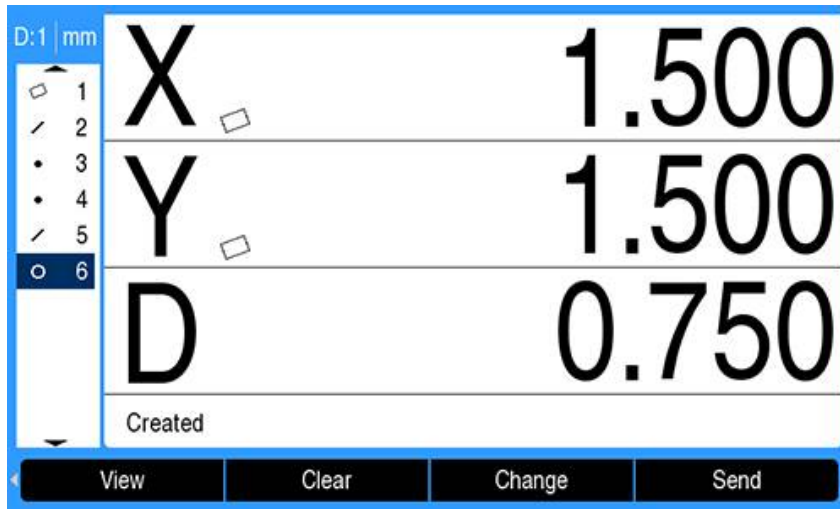 D:1 mm
1
2
3
4
5
6
X 1.500
Y 1.500
D 0.750
Created
View Clear Change Send